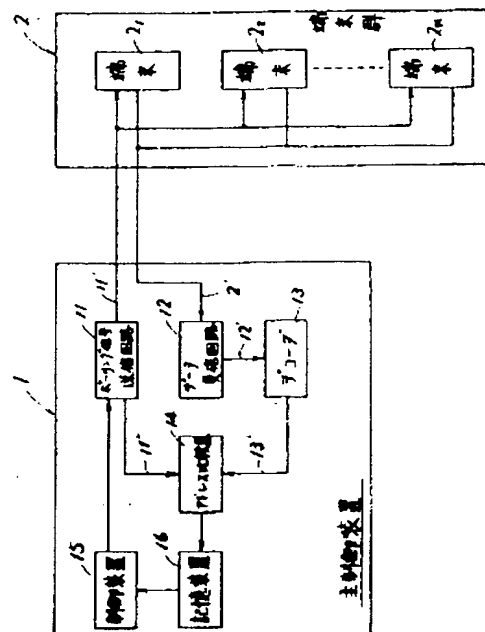 1
2
15
制御装置
11
ポーリング信号
送信回路
11'
端末
2₁
16
記憶装置
14
アドレス比較装置
11'
12
データ
受信回路
2'
12'
13
デコーダ
13'
端末
2₂
端末群
端末
2n
主制御装置